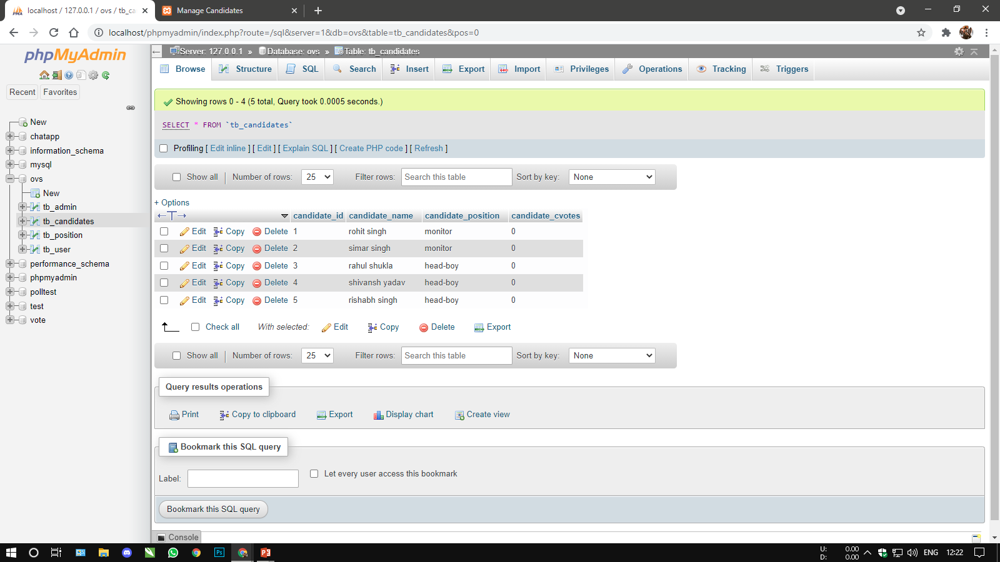 localhost / 127.0.0.1 / ovs / tb_ca
Manage Candidates
localhost/phpmyadmin/index.php?route=/sql&server=1&db=ovs&table=tb_candidates&pos=0
phpMyAdmin
Recent Favorites
New
chatapp
information_schema
mysql
ovs
New
tb_admin
tb_candidates
tb_position
tb_user
performance_schema
phpmyadmin
polltest
test
vote
Server: 127.0.0.1 » Database: ovs » Table: tb_candidates
Browse Structure SQL Search Insert Export Import Privileges Operations Tracking Triggers
Showing rows 0 - 4 (5 total, Query took 0.0005 seconds.)
SELECT * FROM `tb_candidates`
Profiling [ Edit inline ] [ Edit ] [ Explain SQL ] [ Create PHP code ] [ Refresh ]
Show all | Number of rows: 25 Filter rows: Search this table Sort by key: None
+ Options
candidate_id candidate_name candidate_position candidate_cvotes
Edit Copy Delete 1 rohit singh monitor 0
Edit Copy Delete 2 simar singh monitor 0
Edit Copy Delete 3 rahul shukla head-boy 0
Edit Copy Delete 4 shivansh yadav head-boy 0
Edit Copy Delete 5 rishabh singh head-boy 0
Check all With selected: Edit Copy Delete Export
Show all | Number of rows: 25 Filter rows: Search this table Sort by key: None
Query results operations
Print Copy to clipboard Export Display chart Create view
Bookmark this SQL query
Label: Let every user access this bookmark
Bookmark this SQL query
Console
U: 0.00
D: 0.00
ENG 12:22